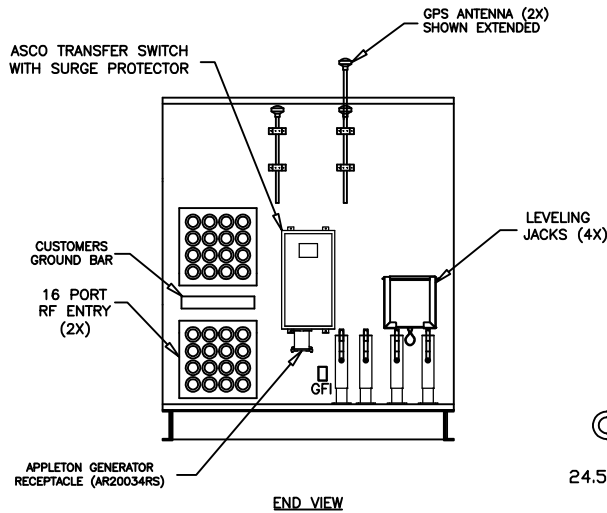 GPS ANTENNA (2X)
SHOWN EXTENDED
ASCO TRANSFER SWITCH
WITH SURGE PROTECTOR
LEVELING
JACKS (4X)
CUSTOMERS
GROUND BAR
16 PORT
RF ENTRY
(2X)
GFI
APPLETON GENERATOR
RECEPTACLE (AR20034RS)
24.5
END VIEW